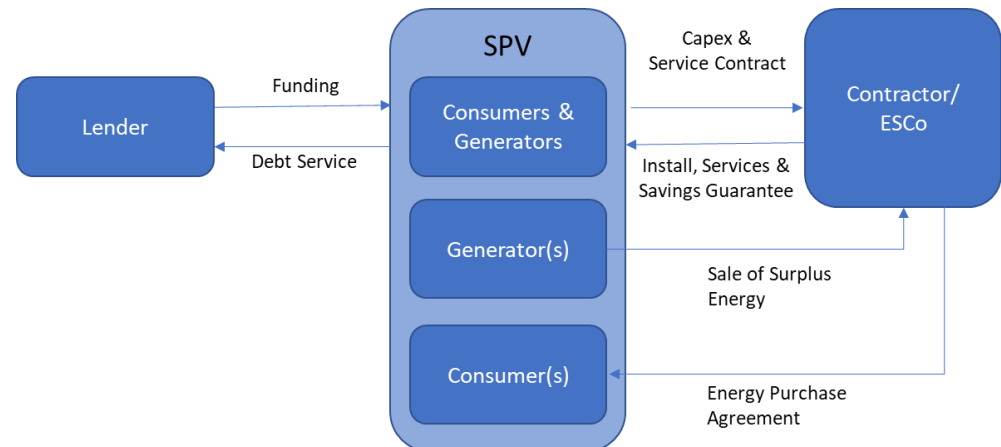 SPV
Capex &
Service Contract
Funding
Lender
Consumers &
Generators
Contractor/
ESCo
Debt Service
Install, Services &
Savings Guarantee
Generator(s)
Sale of Surplus
Energy
Consumer(s)
Energy Purchase
Agreement